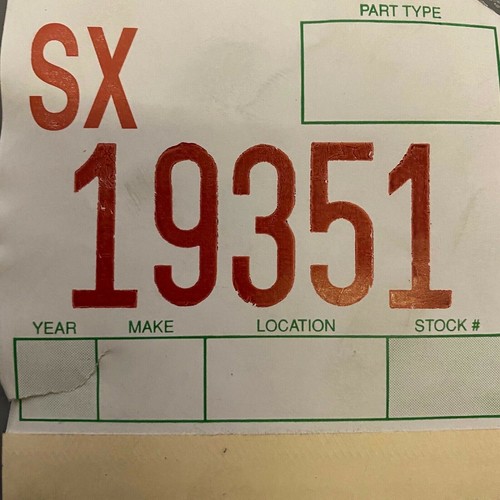 PART TYPE
SX
19351
YEAR MAKE LOCATION STOCK #